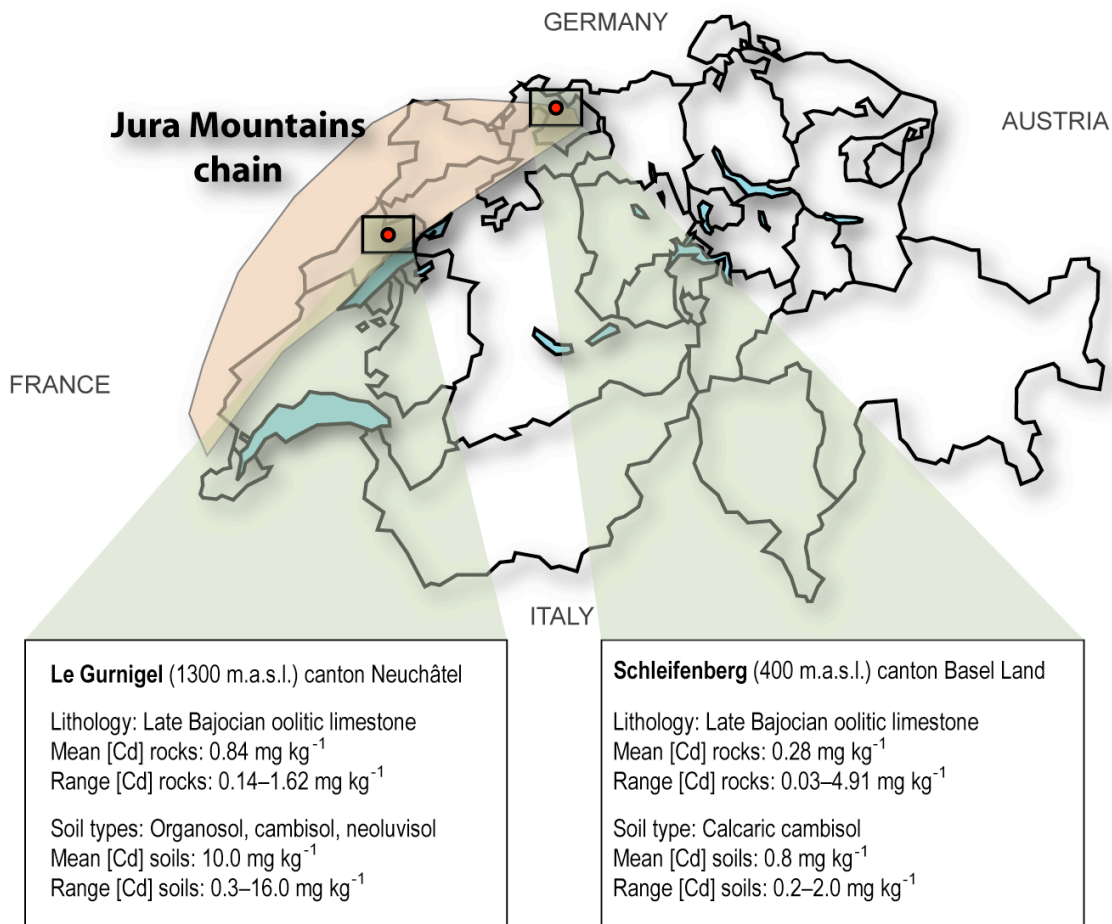 GERMANY
Jura Mountains
chain
AUSTRIA
FRANCE
ITALY
Le Gurnigel (1300 m.a.s.l.) canton Neuchâtel
Lithology: Late Bajocian oolitic limestone
Mean [Cd] rocks: 0.84 mg kg⁻¹
Range [Cd] rocks: 0.14–1.62 mg kg⁻¹
Soil types: Organosol, cambisol, neoluvisol
Mean [Cd] soils: 10.0 mg kg⁻¹
Range [Cd] soils: 0.3–16.0 mg kg⁻¹
Schleifenberg (400 m.a.s.l.) canton Basel Land
Lithology: Late Bajocian oolitic limestone
Mean [Cd] rocks: 0.28 mg kg⁻¹
Range [Cd] rocks: 0.03–4.91 mg kg⁻¹
Soil type: Calcaric cambisol
Mean [Cd] soils: 0.8 mg kg⁻¹
Range [Cd] soils: 0.2–2.0 mg kg⁻¹